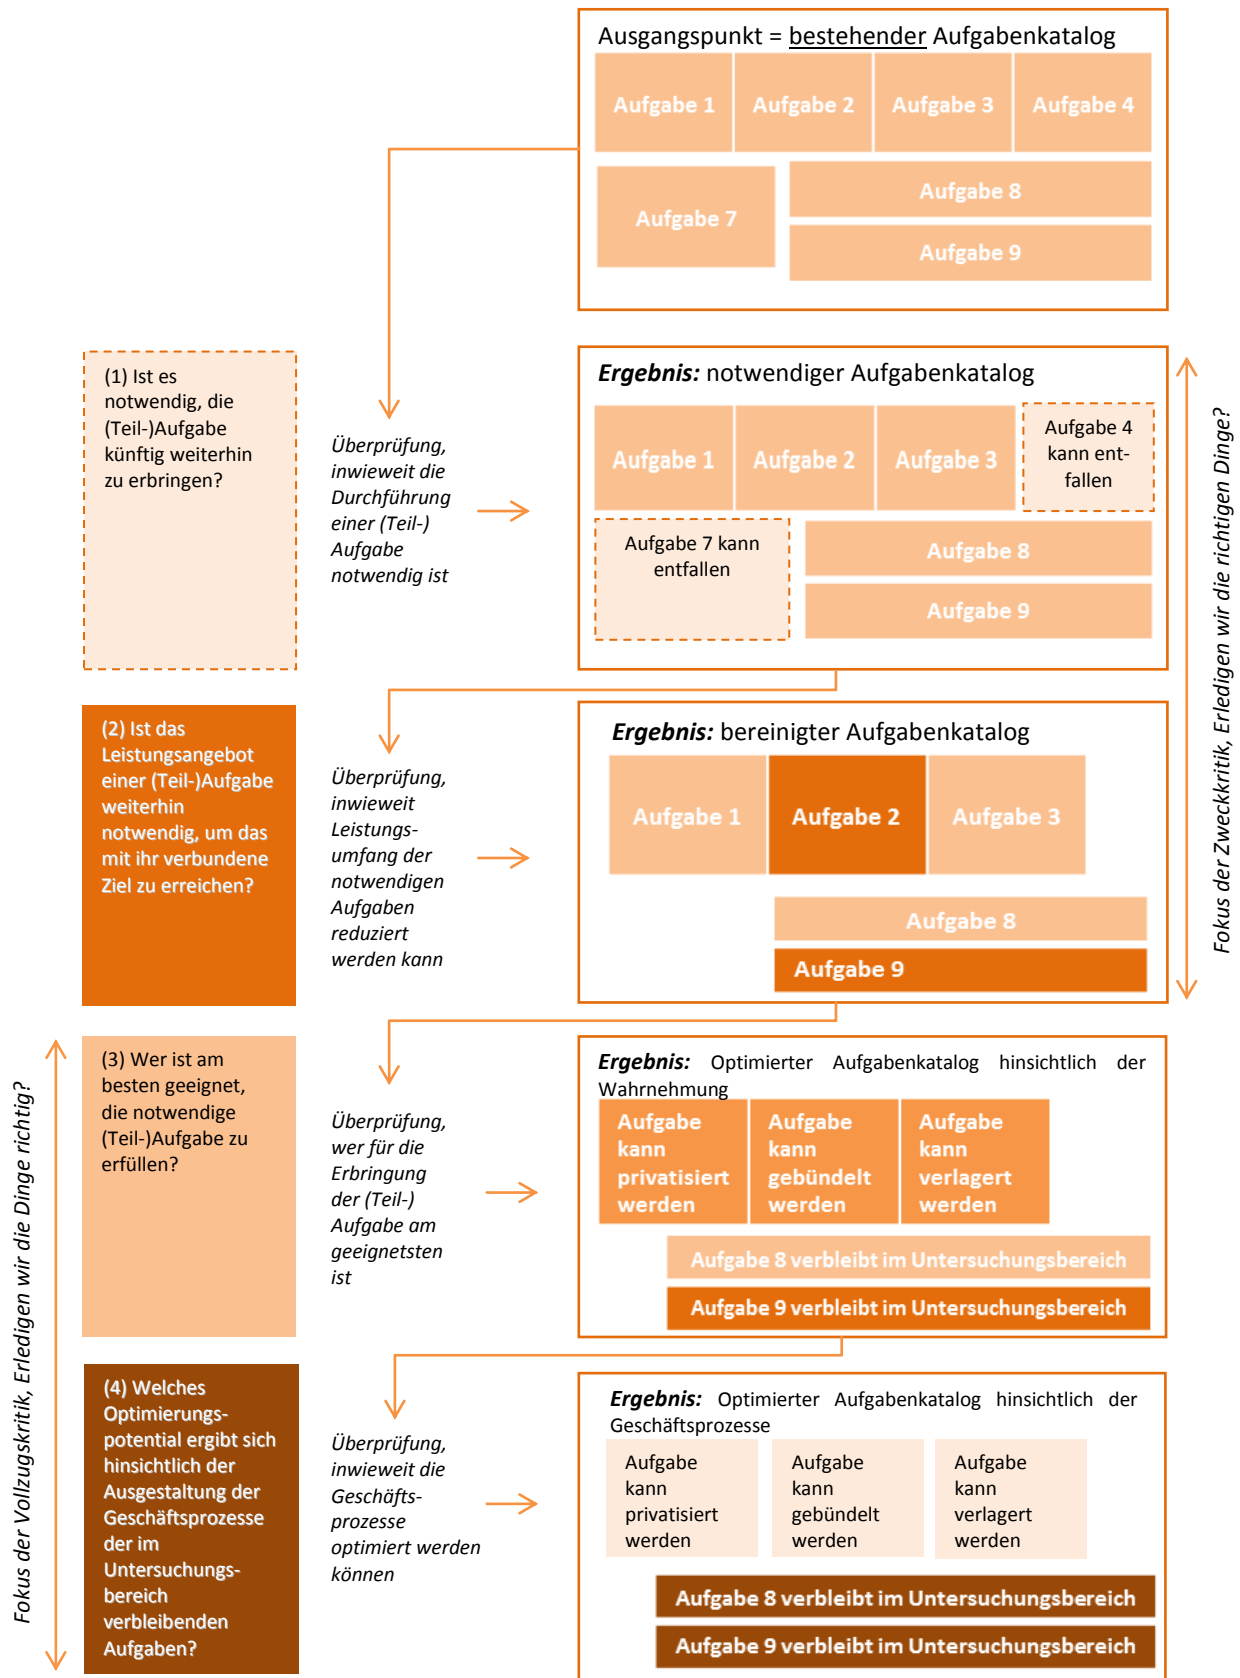 Ausgangspunkt = bestehender Aufgabenkatalog
Aufgabe 1
Aufgabe 2
Aufgabe 3
Aufgabe 4
Aufgabe 7
Aufgabe 8
Aufgabe 9
(1) Ist es
notwendig, die
(Teil-)Aufgabe
künftig weiterhin
zu erbringen?
Überprüfung,
inwieweit die
Durchführung
einer (Teil-)
Aufgabe
notwendig ist
Ergebnis: notwendiger Aufgabenkatalog
Aufgabe 1
Aufgabe 2
Aufgabe 3
Aufgabe 4
kann ent-
fallen
Aufgabe 7 kann
entfallen
Aufgabe 8
Aufgabe 9
Fokus der Zweckkritik, Erledigen wir die richtigen Dinge?
(2) Ist das
Leistungsangebot
einer (Teil-)Aufgabe
weiterhin
notwendig, um das
mit ihr verbundene
Ziel zu erreichen?
Überprüfung,
inwieweit
Leistungs-
umfang der
notwendigen
Aufgaben
reduziert
werden kann
Ergebnis: bereinigter Aufgabenkatalog
Aufgabe 1
Aufgabe 2
Aufgabe 3
Aufgabe 8
Aufgabe 9
Fokus der Vollzugskritik, Erledigen wir die Dinge richtig?
(3) Wer ist am
besten geeignet,
die notwendige
(Teil-)Aufgabe zu
erfüllen?
Überprüfung,
wer für die
Erbringung
der (Teil-)
Aufgabe am
geeignetsten
ist
Ergebnis: Optimierter Aufgabenkatalog hinsichtlich der
Wahrnehmung
Aufgabe
kann
privatisiert
werden
Aufgabe
kann
gebündelt
werden
Aufgabe
kann
verlagert
werden
Aufgabe 8 verbleibt im Untersuchungsbereich
Aufgabe 9 verbleibt im Untersuchungsbereich
(4) Welches
Optimierungs-
potential ergibt sich
hinsichtlich der
Ausgestaltung der
Geschäftsprozesse
der im
Untersuchungs-
bereich
verbleibenden
Aufgaben?
Überprüfung,
inwieweit die
Geschäfts-
prozesse
optimiert werden
können
Ergebnis: Optimierter Aufgabenkatalog hinsichtlich der
Geschäftsprozesse
Aufgabe
kann
privatisiert
werden
Aufgabe
kann
gebündelt
werden
Aufgabe
kann
verlagert
werden
Aufgabe 8 verbleibt im Untersuchungsbereich
Aufgabe 9 verbleibt im Untersuchungsbereich